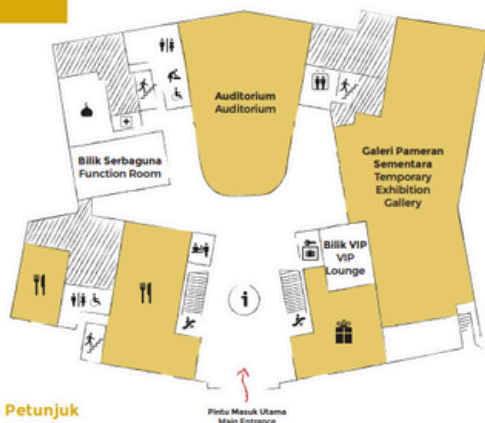 Auditorium
Auditorium
Galeri Pameran
Sementara
Temporary
Exhibition
Gallery
Bilik Serbaguna
Function Room
Bilik VIP
VIP
Lounge
i
Petunjuk
Pintu Masuk Utama
Main Entrance